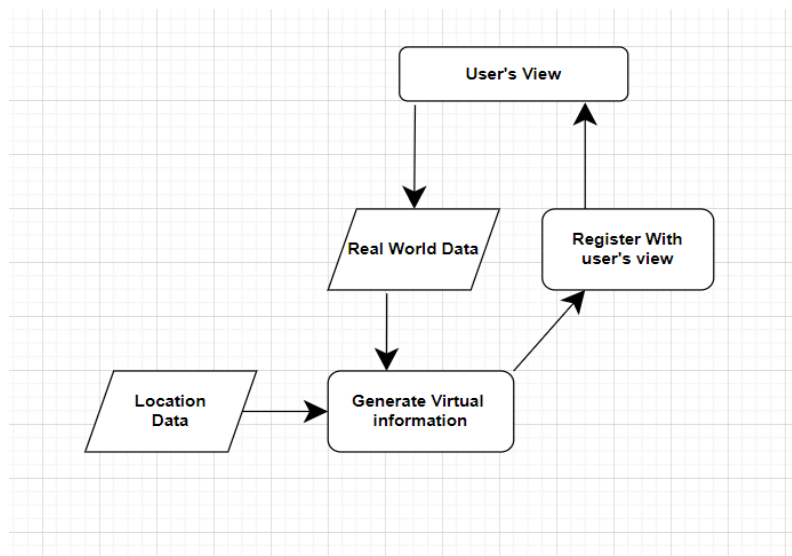 User's View
Real World Data
Register With
user's view
Location
Data
Generate Virtual
information